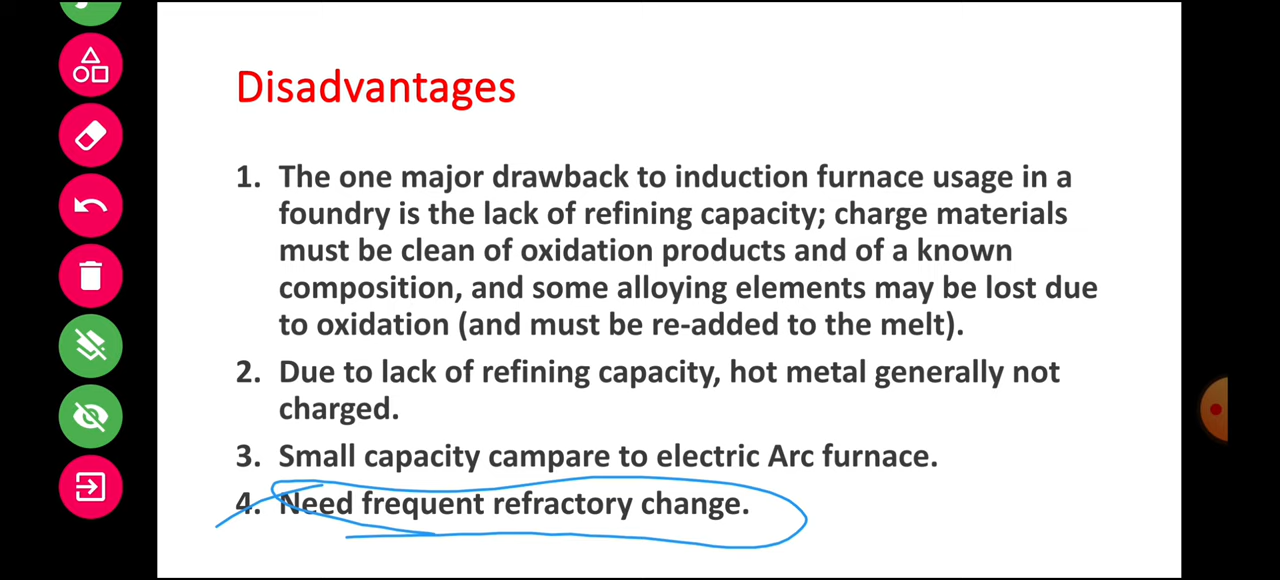 Disadvantages
1. The one major drawback to induction furnace usage in a
foundry is the lack of refining capacity; charge materials
must be clean of oxidation products and of a known
composition, and some alloying elements may be lost due
to oxidation (and must be re-added to the melt).
2. Due to lack of refining capacity, hot metal generally not
charged.
3. Small capacity campare to electric Arc furnace.
4. Need frequent refractory change.